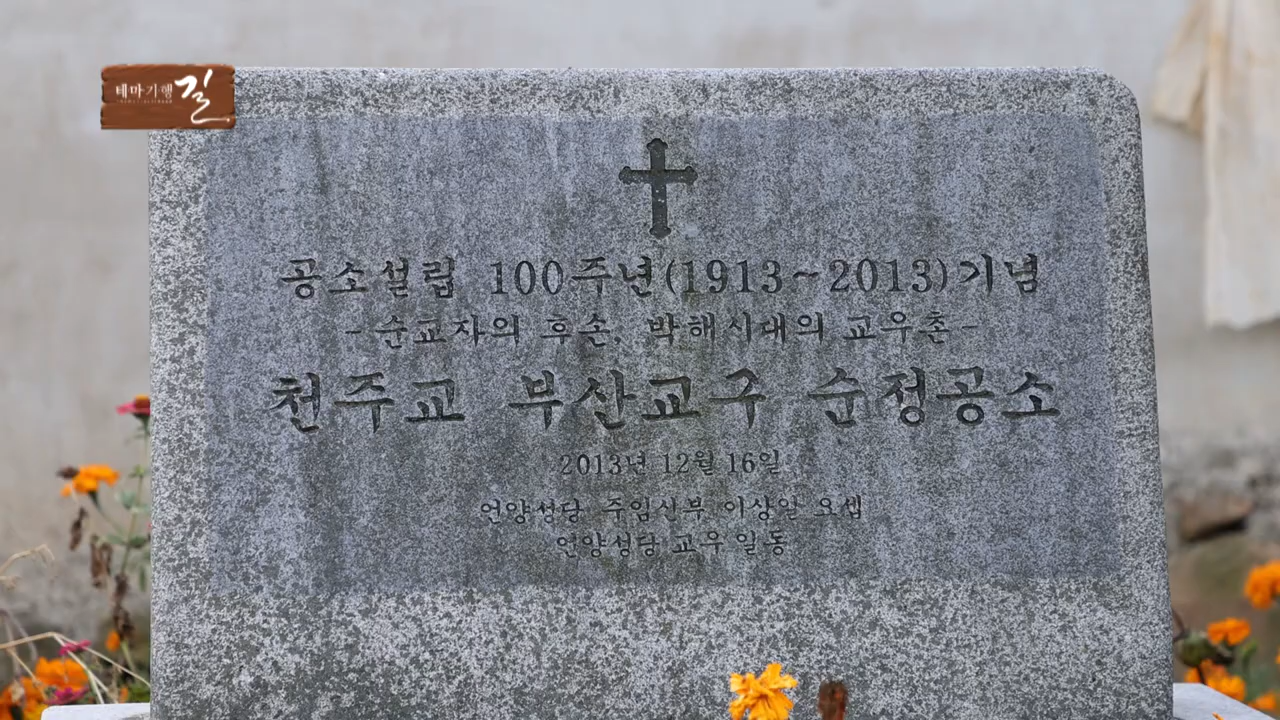 테마기행 길
공소설립 100주년(1913~2013)기념
-순교자의 후손, 박해시대의 교우촌-
천주교 부산교구 순정공소
2013년 12월 16일
언양성당 주임신부 이상일 요셉
언양성당 교우 일동